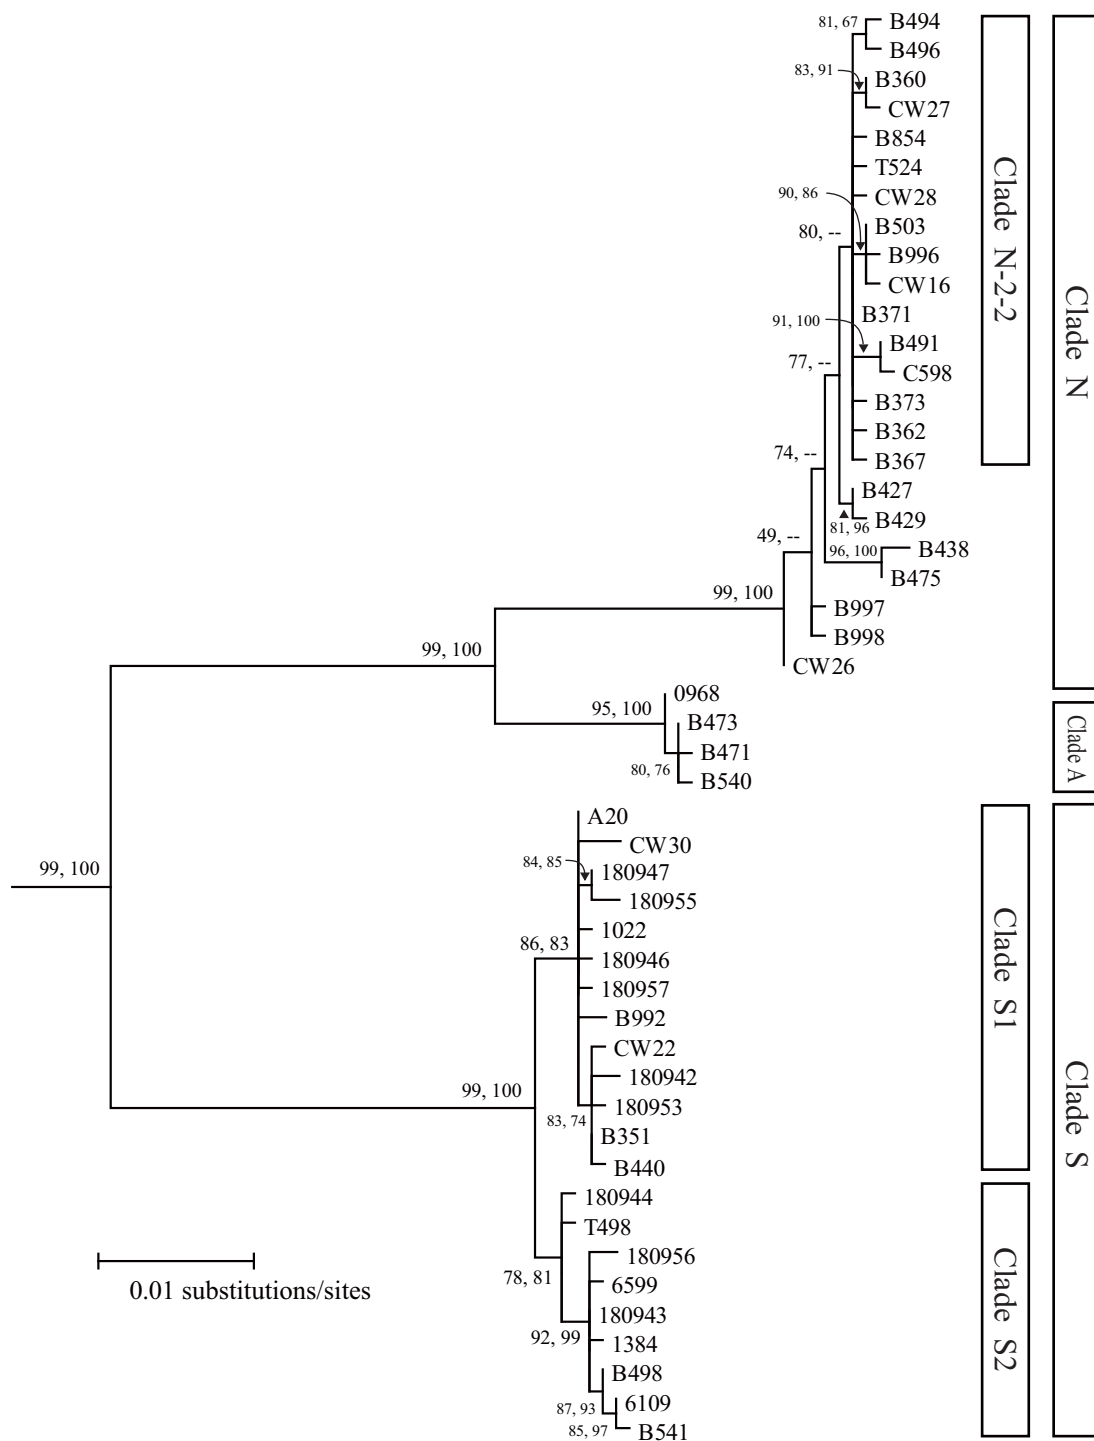 81, 67
B494
B496
83, 91
B360
CW27
B854
T524
CW28
90, 86
B503
80, --
B996
CW16
B371
91, 100
B491
77, --
C598
B373
B362
74, --
B367
B427
B429
81, 96
49, --
B438
96, 100
B475
99, 100
B997
B998
99, 100
CW26
0968
95, 100
B473
B471
80, 76
B540
A20
CW30
99, 100
84, 85
180947
180955
1022
86, 83
180946
180957
B992
CW22
180942
99, 100
180953
83, 74
B351
B440
180944
T498
180956
78, 81
6599
180943
92, 99
1384
B498
87, 93
6109
85, 97
B541
0.01 substitutions/sites
Clade N-2-2
Clade N
Clade A
Clade S1
Clade S2
Clade S